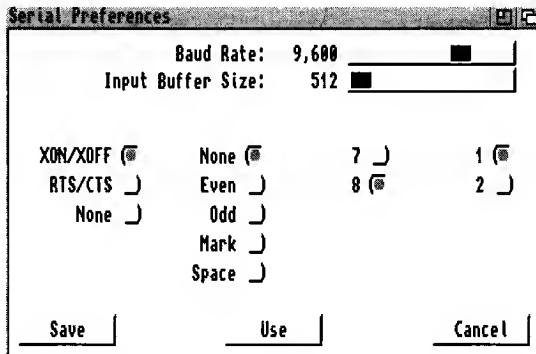 Serial Preferences
Baud Rate: 9,600
Input Buffer Size: 512
XON/XOFF None 7 1
RTS/CTS Even 8 2
None Odd
Mark
Space
Save Use Cancel